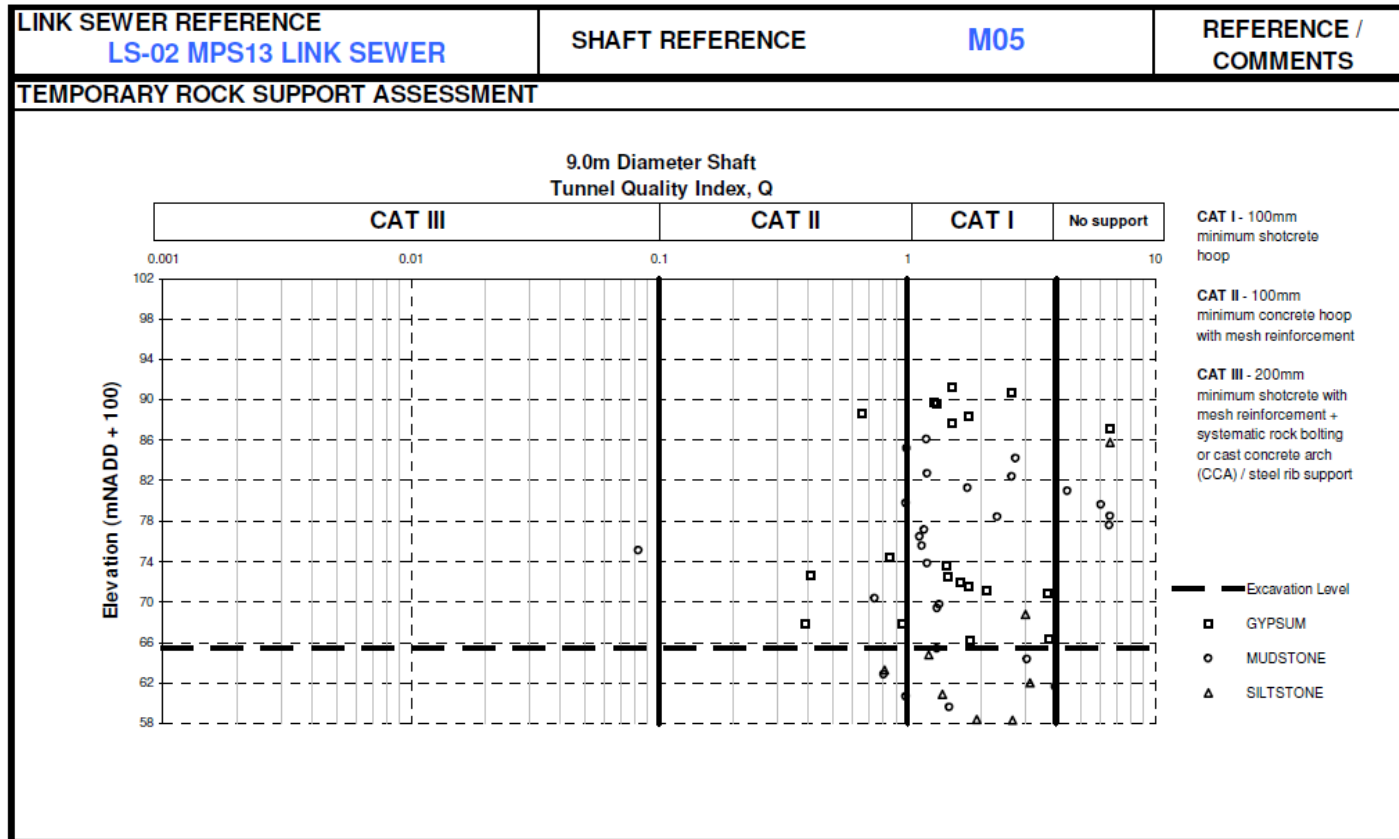 LINK SEWER REFERENCE
LS-02 MPS13 LINK SEWER
SHAFT REFERENCE
M05
REFERENCE /
COMMENTS
TEMPORARY ROCK SUPPORT ASSESSMENT
9.0m Diameter Shaft
Tunnel Quality Index, Q
CAT III
CAT II
CAT I
No support
0.001
0.01
0.1
1
10
102
98
94
90
86
82
78
74
70
66
62
58
Elevation (mNADD + 100)
CAT I - 100mm
minimum shotcrete
hoop
CAT II - 100mm
minimum concrete hoop
with mesh reinforcement
CAT III - 200mm
minimum shotcrete with
mesh reinforcement +
systematic rock bolting
or cast concrete arch
(CCA) / steel rib support
Excavation Level
GYPSUM
MUDSTONE
SILTSTONE